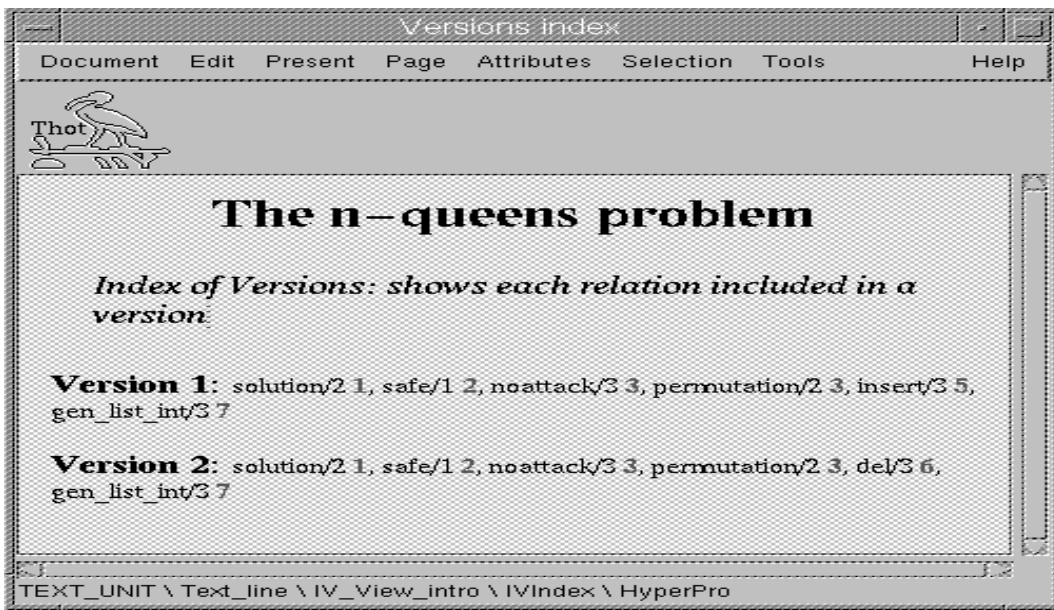 Versions index
Document Edit Present Page Attributes Selection Tools Help
Thot
The n-queens problem
Index of Versions: shows each relation included in a
version
Version 1: solution/2 1, safe/1 2, noattack/3 3, permutation/2 3, insert/3 5,
gen_list_int/3 7
Version 2: solution/2 1, safe/1 2, noattack/3 3, permutation/2 3, del/3 6,
gen_list_int/3 7
TEXT_UNIT \ Text_line \ IV_View_intro \ IVIndex \ HyperPro